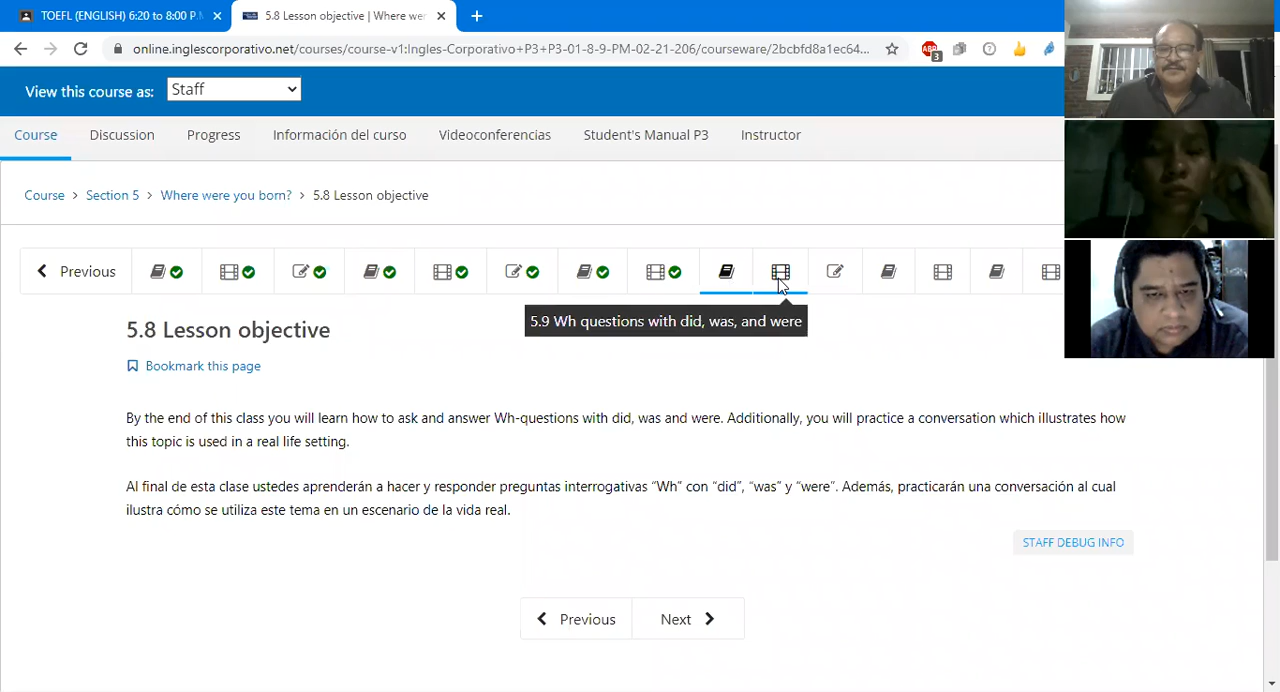 TOEFL (ENGLISH) 6:20 to 8:00 P.M
5.8 Lesson objective | Where wer
online.inglescorporativo.net/courses/course-v1:Ingles-Corporativo+P3+P3-01-8-9-PM-02-21-206/courseware/2bcbfd8a1ec64...
ABP
3
View this course as: Staff
Course Discussion Progress Información del curso Videoconferencias Student's Manual P3 Instructor
Course > Section 5 > Where were you born? > 5.8 Lesson objective
Previous
5.9 Wh questions with did, was, and were
5.8 Lesson objective
Bookmark this page
By the end of this class you will learn how to ask and answer Wh-questions with did, was and were. Additionally, you will practice a conversation which illustrates how
this topic is used in a real life setting.
Al final de esta clase ustedes aprenderán a hacer y responder preguntas interrogativas “Wh” con “did”, “was” y “were”. Además, practicarán una conversación al cual
ilustra cómo se utiliza este tema en un escenario de la vida real.
STAFF DEBUG INFO
Previous Next